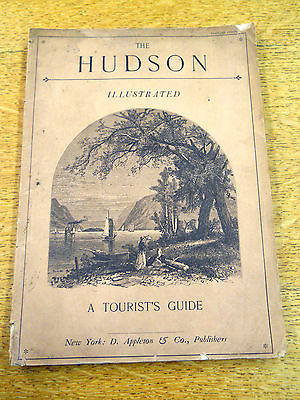 THE
HUDSON
ILLUSTRATED
A TOURIST'S GUIDE
New York: D. Appleton & Co., Publishers